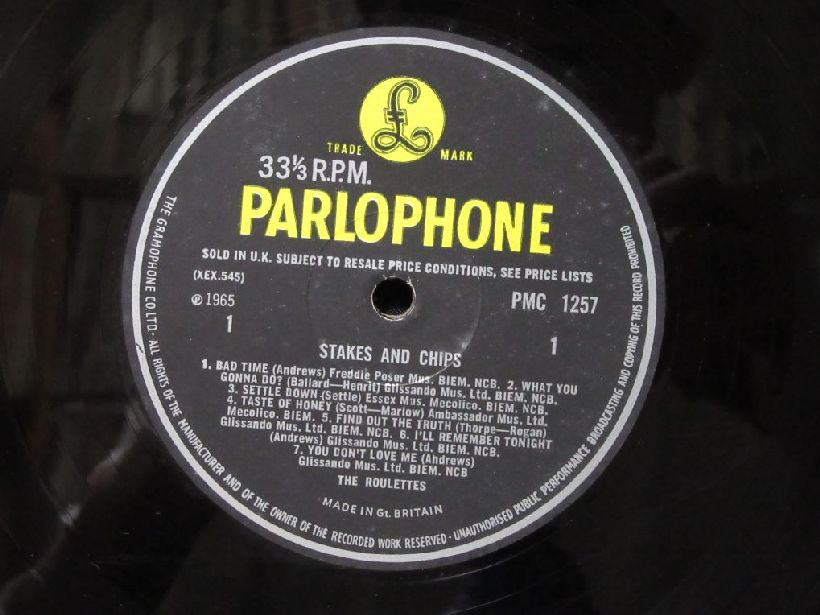 £
TRADE MARK
33⅓ R.P.M.
PARLOPHONE
SOLD IN U.K. SUBJECT TO RESALE PRICE CONDITIONS, SEE PRICE LISTS
(XEX.545)
℗ 1965
PMC 1257
1
1
STAKES AND CHIPS
1. BAD TIME (Andrews) Freddie Poser Mus. BIEM. NCB. 2. WHAT YOU
GONNA DO? (Ballard—Henrit) Glissando Mus. Ltd. BIEM. NCB.
3. SETTLE DOWN (Settle) Essex Mus. Mecolico. BIEM. NCB.
4. TASTE OF HONEY (Scott—Marlow) Ambassador Mus. Ltd.
Mecolico. BIEM. 5. FIND OUT THE TRUTH (Thorpe—Regan)
Glissando Mus. Ltd. BIEM. NCB. 6. I'LL REMEMBER TONIGHT
(Andrews) Glissando Mus. Ltd. BIEM. NCB.
7. YOU DON'T LOVE ME (Andrews)
Glissando Mus. Ltd. BIEM. NCB
THE ROULETTES
MADE IN Gt. BRITAIN
THE GRAMOPHONE CO. LTD. · ALL RIGHTS OF THE MANUFACTURER AND OF THE OWNER OF THE RECORDED WORK RESERVED · UNAUTHORISED PUBLIC PERFORMANCE BROADCASTING AND COPYING OF THIS RECORD PROHIBITED